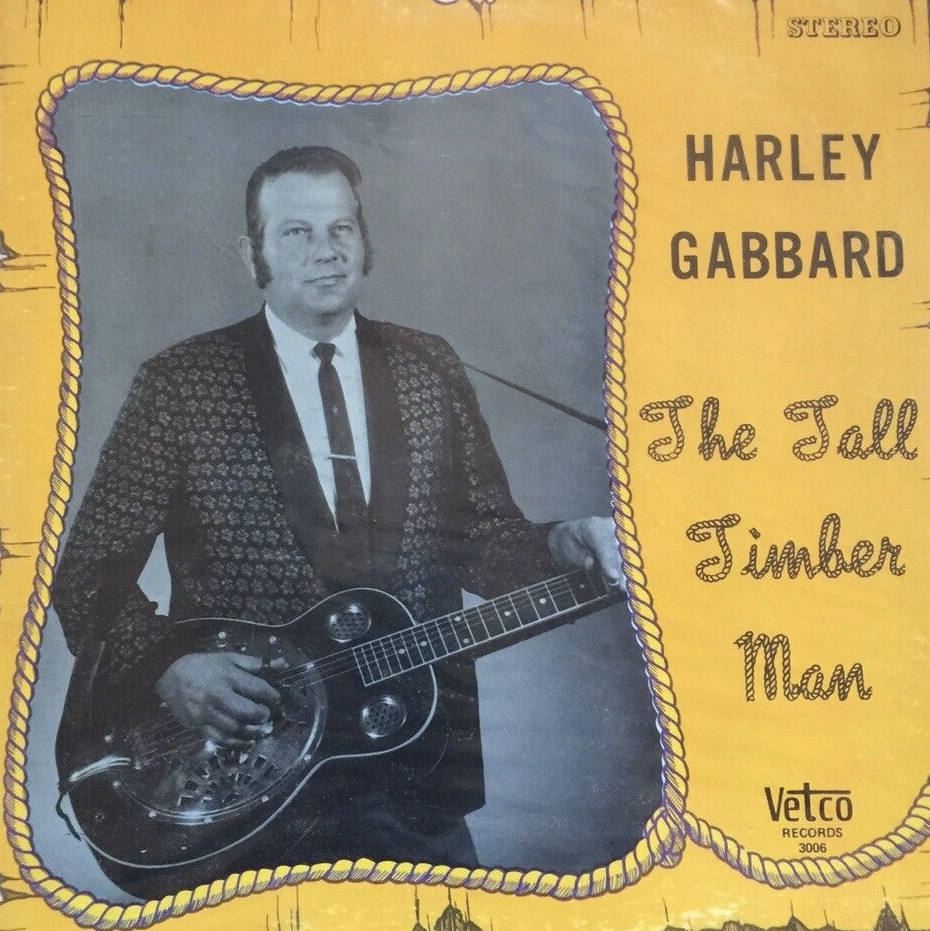 STEREO
HARLEY
GABBARD
The Tall
Timber
Man
Vetco
RECORDS
3006